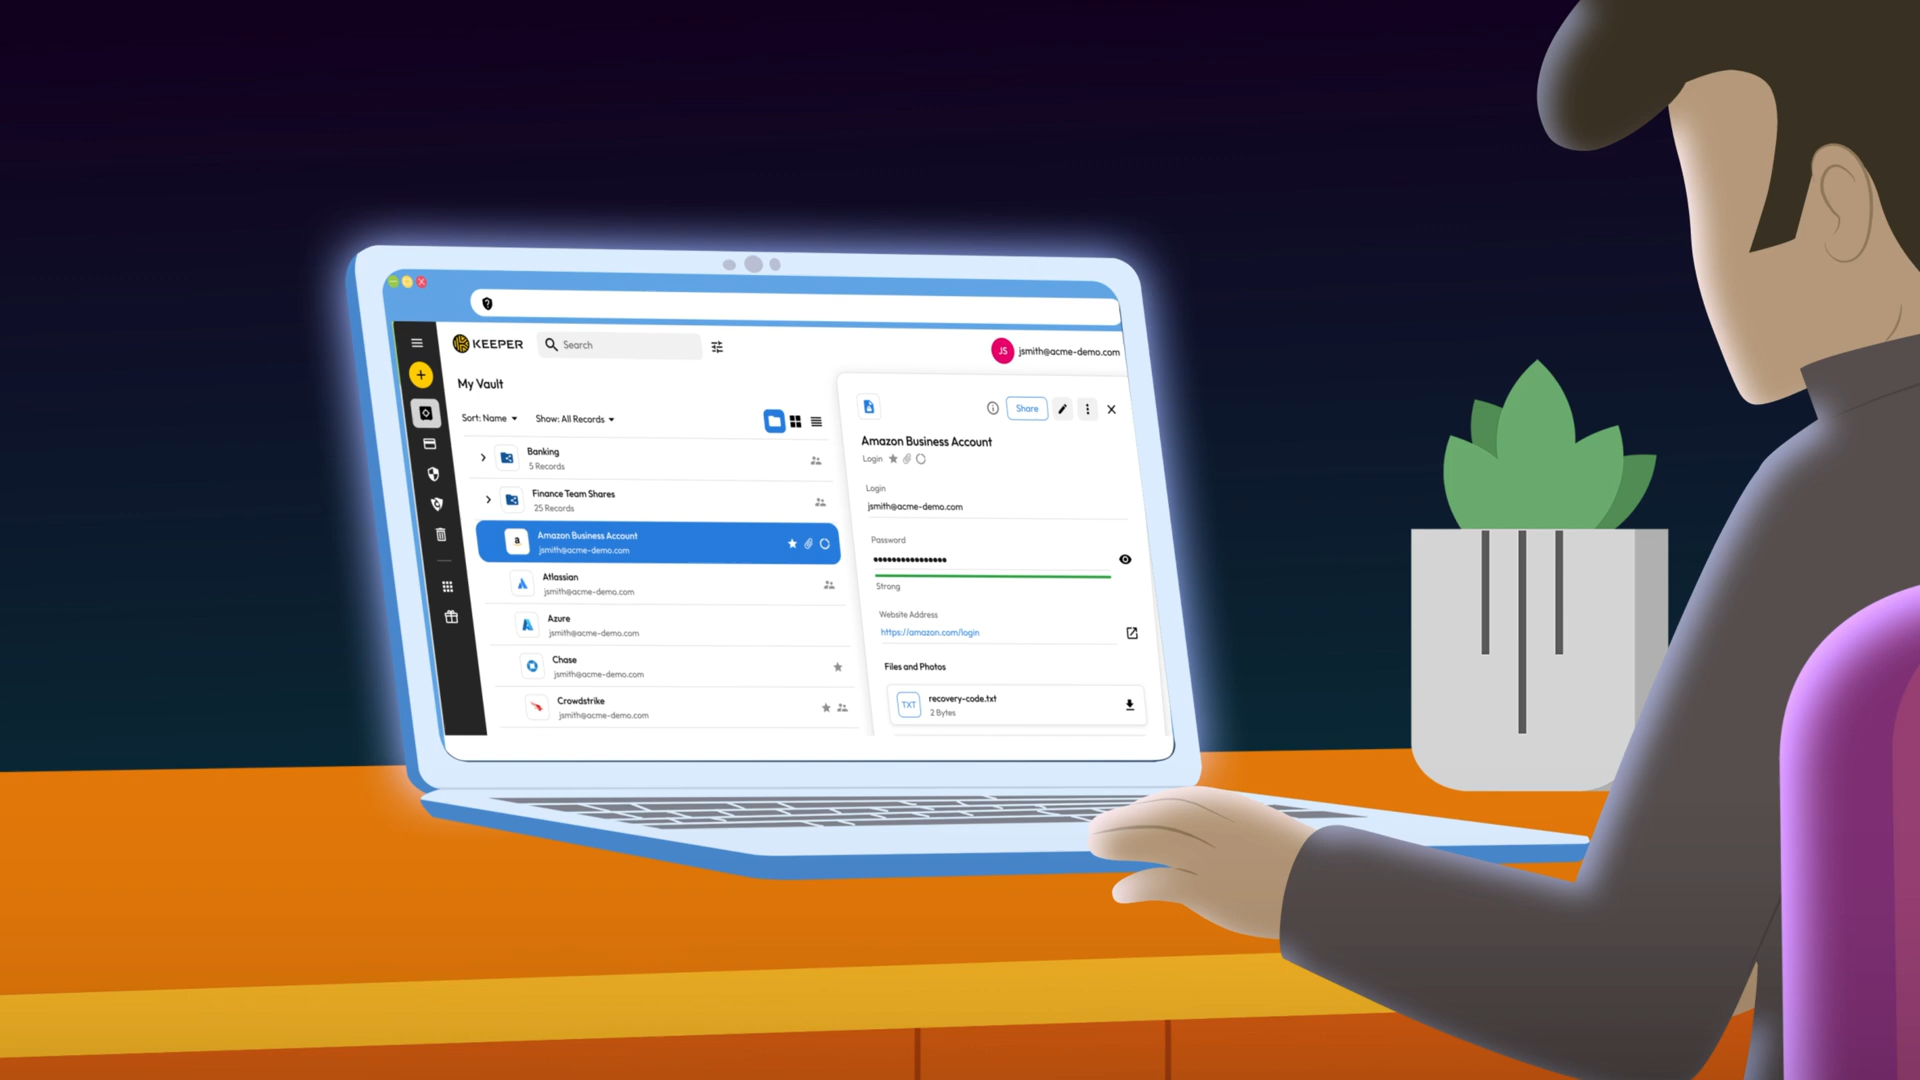 KEEPER
Search
JS
jsmith@acme-demo.com
My Vault
Sort: Name
Show: All Records
Banking
5 Records
Finance Team Shares
25 Records
a
Amazon Business Account
jsmith@acme-demo.com
Atlassian
jsmith@acme-demo.com
Azure
jsmith@acme-demo.com
Chase
jsmith@acme-demo.com
Crowdstrike
jsmith@acme-demo.com
Share
Amazon Business Account
Login
Login
jsmith@acme-demo.com
Password
••••••••••••••••
Strong
Website Address
https://amazon.com/login
Files and Photos
TXT
recovery-code.txt
2 Bytes